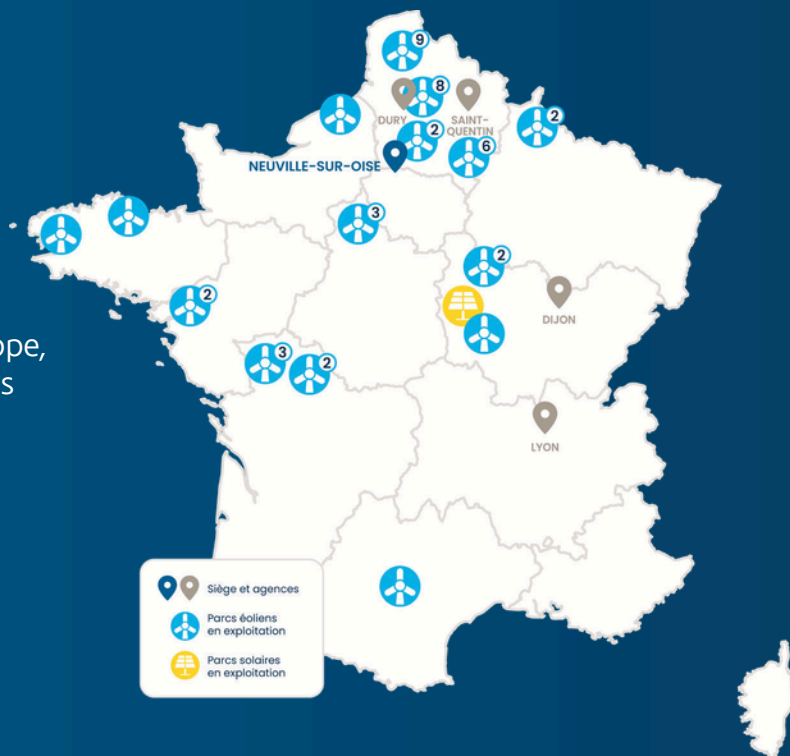 9
8
DURY
SAINT-
QUENTIN
2
2
6
NEUVILLE-SUR-OISE
3
2
2
DIJON
ope,
s
3
2
LYON
Siège et agences
Parcs éoliens
en exploitation
Parcs solaires
en exploitation